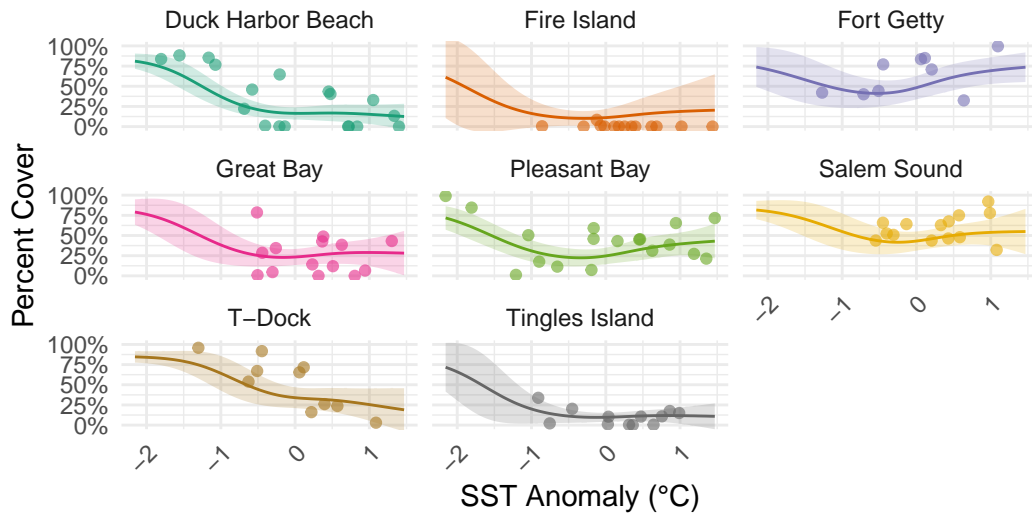 Duck Harbor Beach
Fire Island
Fort Getty
100%
75%
50%
25%
0%
Great Bay
Pleasant Bay
Salem Sound
100%
75%
50%
25%
0%
−2
−1
0
1
T−Dock
Tingles Island
100%
75%
50%
25%
0%
−2
−1
0
1
−2
−1
0
1
Percent Cover
SST Anomaly (°C)